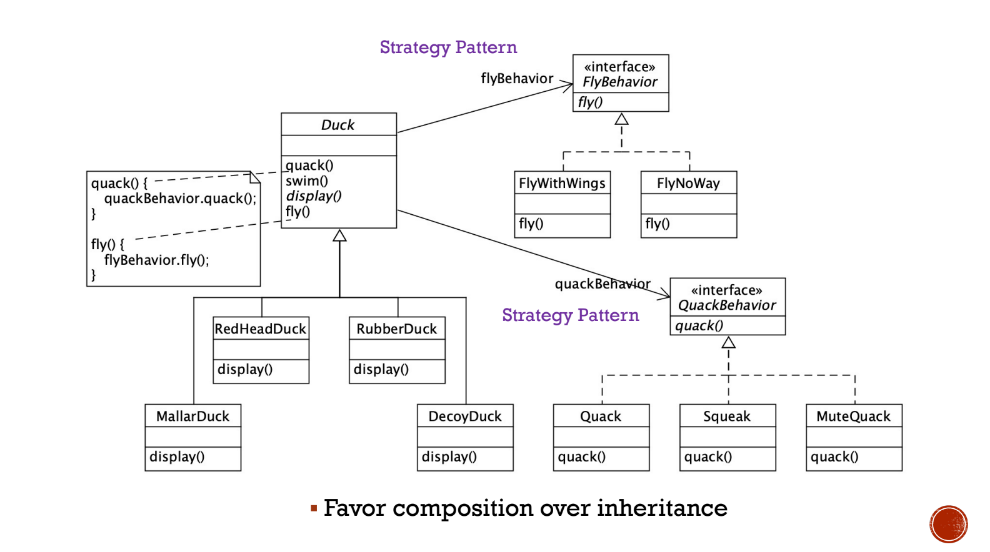 Strategy Pattern
flyBehavior
«interface»
FlyBehavior
fly()
Duck
quack()
swim()
display()
fly()
quack() {
quackBehavior.quack();
}
fly() {
flyBehavior.fly();
}
FlyWithWings
fly()
FlyNoWay
fly()
quackBehavior
Strategy Pattern
«interface»
QuackBehavior
quack()
RedHeadDuck
display()
RubberDuck
display()
MallarDuck
display()
DecoyDuck
display()
Quack
quack()
Squeak
quack()
MuteQuack
quack()
▪ Favor composition over inheritance